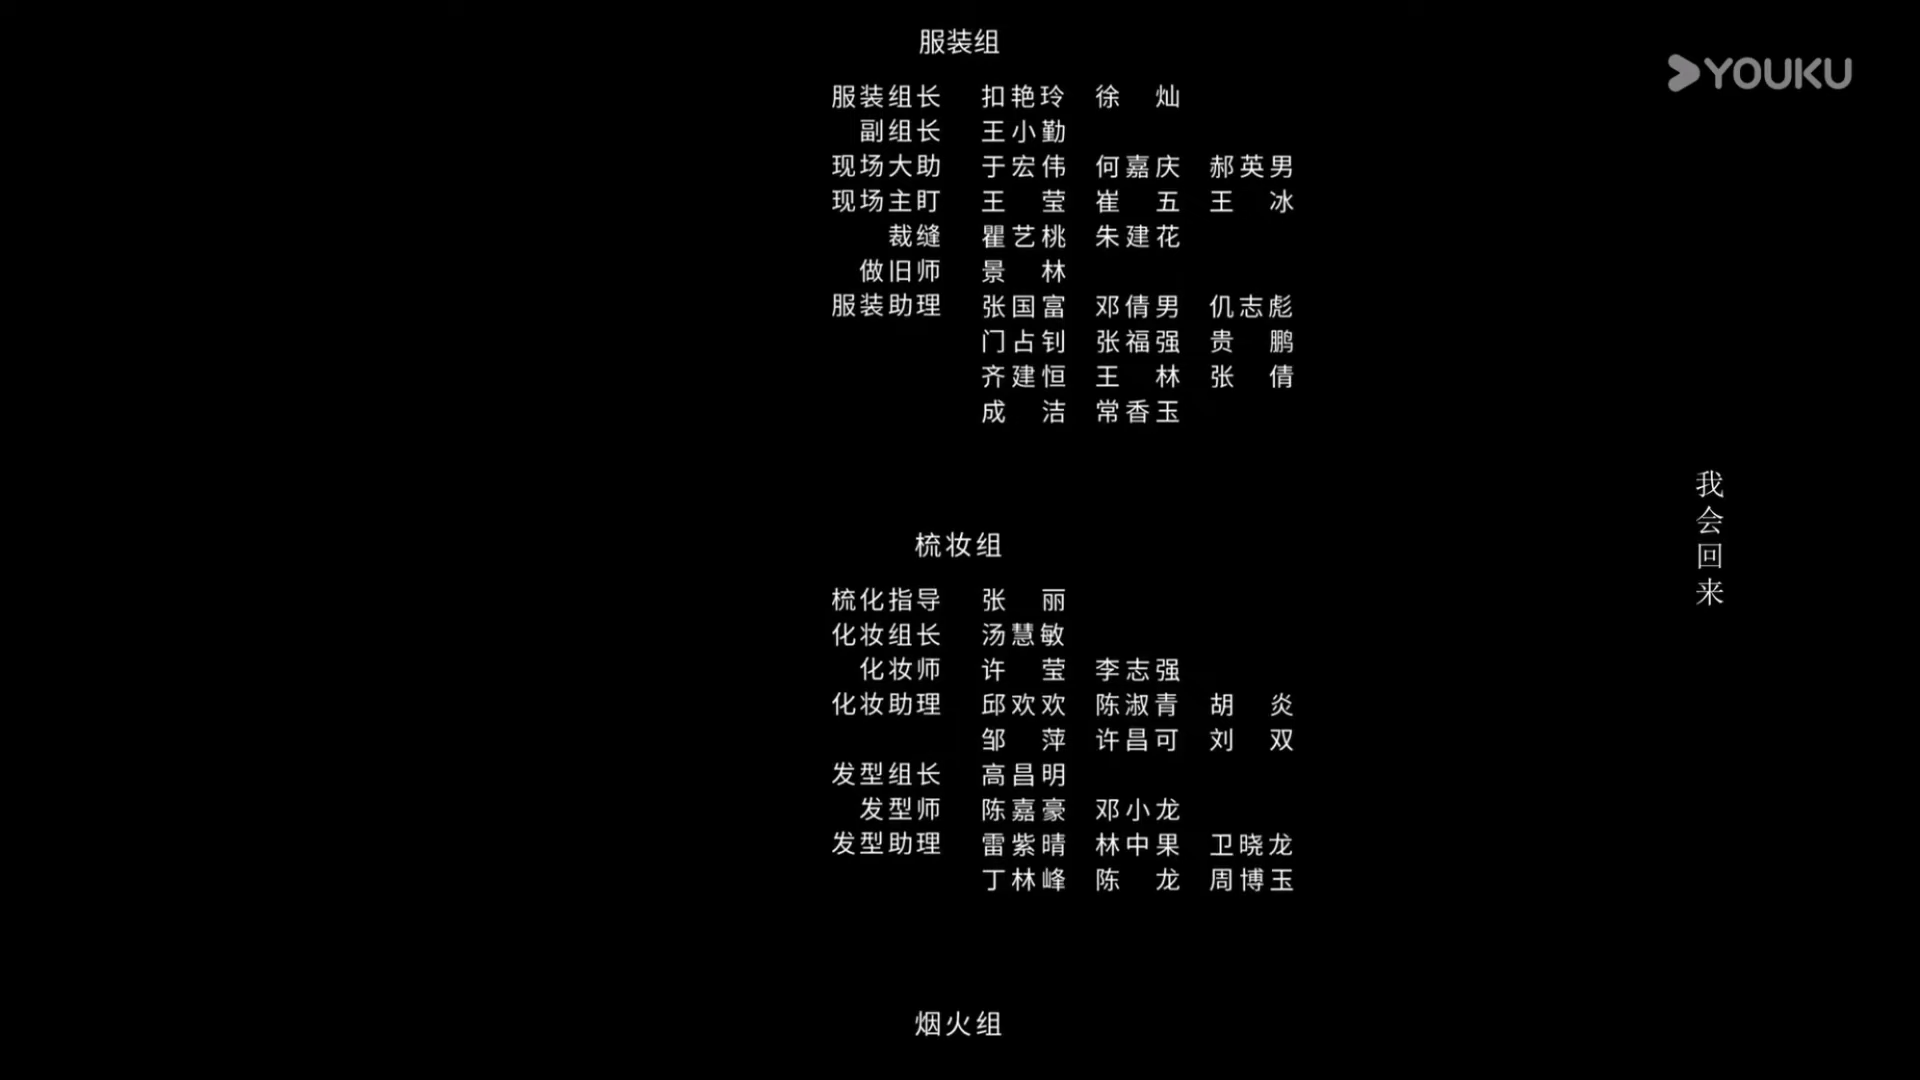 服装组
YOUKU
服装组长 扣艳玲 徐灿
副组长 王小勤
现场大助 于宏伟 何嘉庆 郝英男
现场主盯 王莹 崔五 王冰
裁缝 瞿艺桃 朱建花
做旧师 景林
服装助理 张国富 邓倩男 仉志彪
门占钊 张福强 贵鹏
齐建恒 王林 张倩
成洁 常香玉
我会回来
梳妆组
梳化指导 张丽
化妆组长 汤慧敏
化妆师 许莹 李志强
化妆助理 邱欢欢 陈淑青 胡炎
邹萍 许昌可 刘双
发型组长 高昌明
发型师 陈嘉豪 邓小龙
发型助理 雷紫晴 林中果 卫晓龙
丁林峰 陈龙 周博玉
烟火组